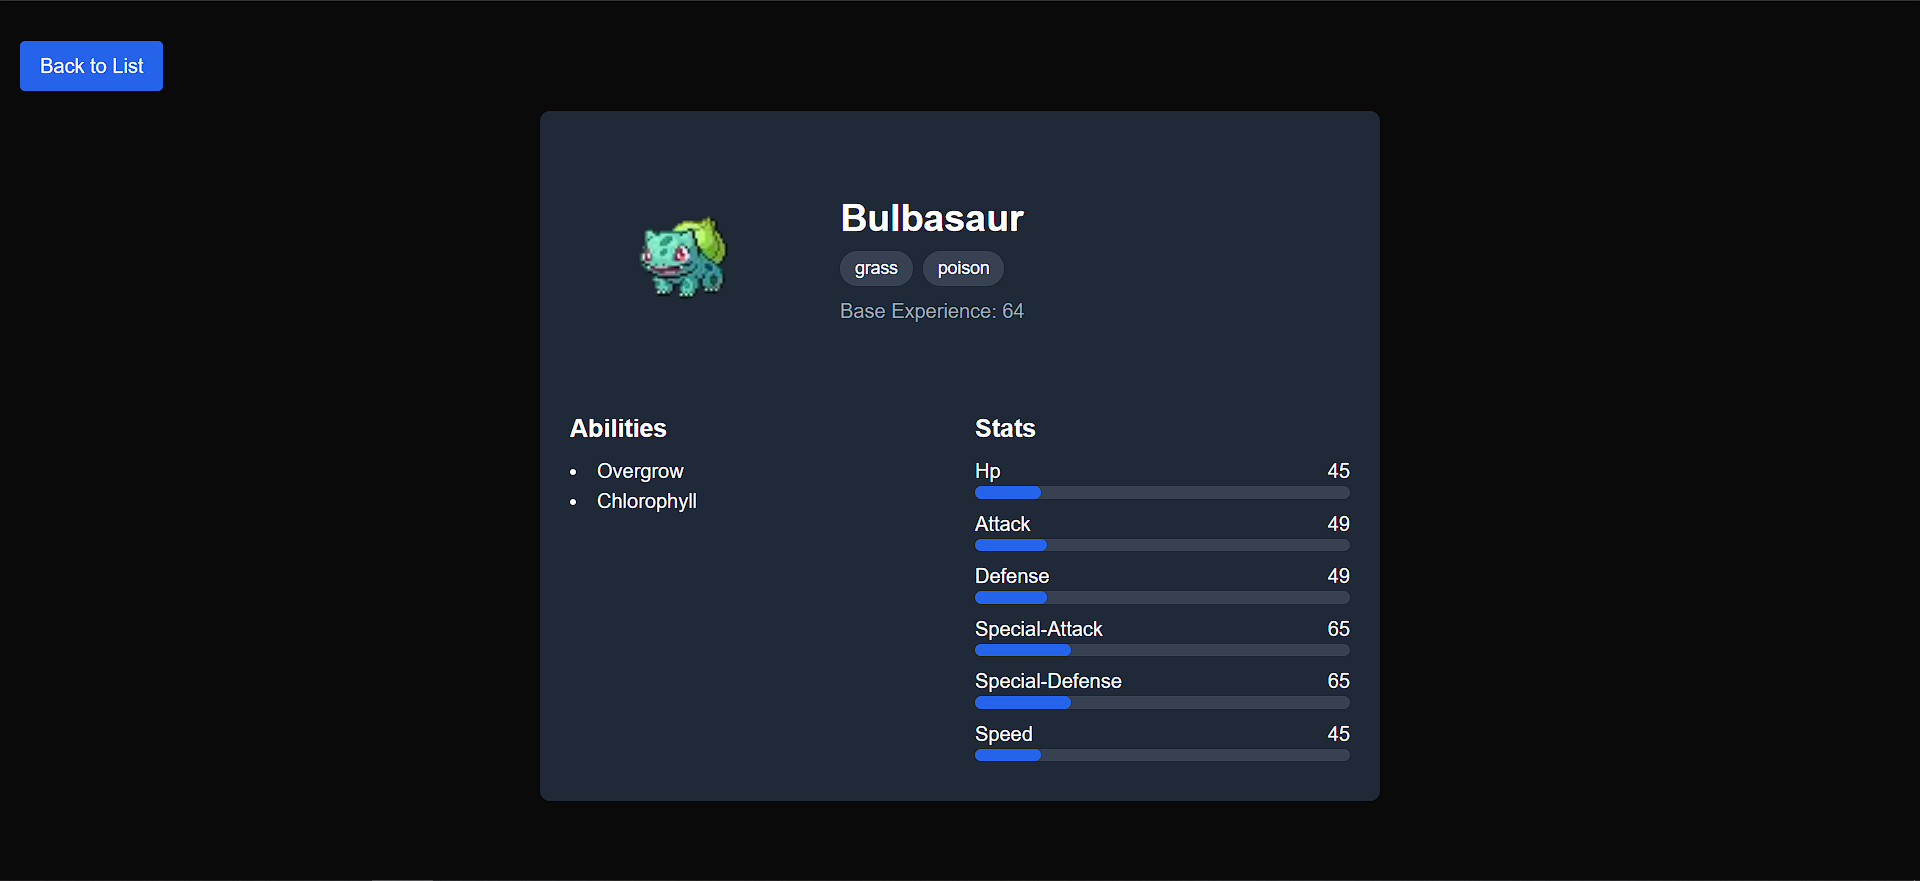 Back to List
Bulbasaur
grass poison
Base Experience: 64
Abilities
• Overgrow
• Chlorophyll
Stats
Hp 45
Attack 49
Defense 49
Special-Attack 65
Special-Defense 65
Speed 45